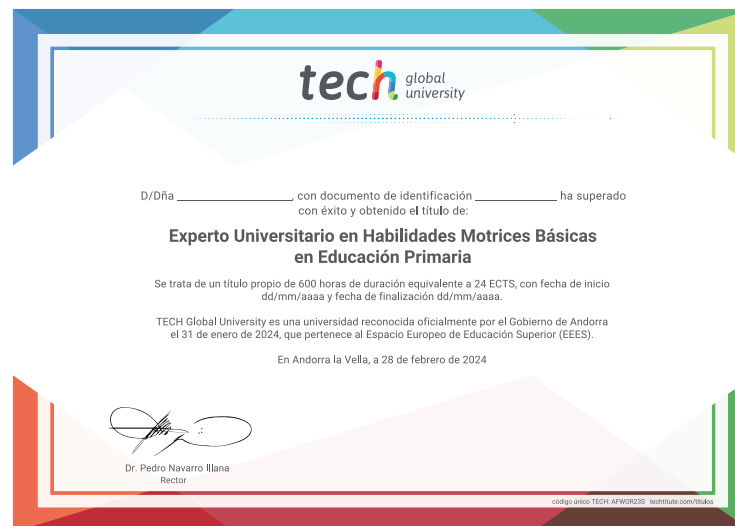 tech global
university
D/Dña ____________________, con documento de identificación ______________ ha superado
con éxito y obtenido el título de:
Experto Universitario en Habilidades Motrices Básicas
en Educación Primaria
Se trata de un título propio de 600 horas de duración equivalente a 24 ECTS, con fecha de inicio
dd/mm/aaaa y fecha de finalización dd/mm/aaaa.
TECH Global University es una universidad reconocida oficialmente por el Gobierno de Andorra
el 31 de enero de 2024, que pertenece al Espacio Europeo de Educación Superior (EEES).
En Andorra la Vella, a 28 de febrero de 2024
Dr. Pedro Navarro Illana
Rector
código único TECH: AFWOR23S techtitute.com/titulos